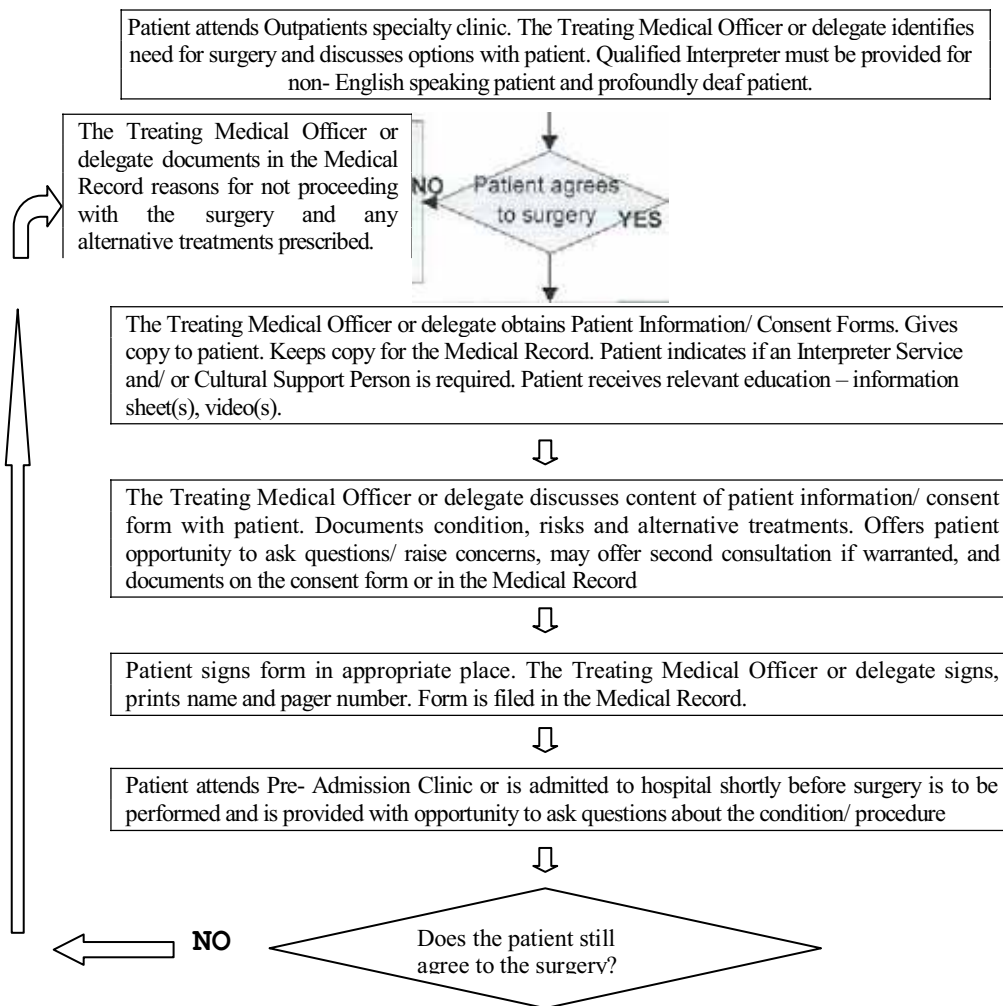 Patient attends Outpatients specialty clinic. The Treating Medical Officer or delegate identifies
need for surgery and discusses options with patient. Qualified Interpreter must be provided for
non- English speaking patient and profoundly deaf patient.
The Treating Medical Officer or
delegate documents in the Medical
Record reasons for not proceeding
with the surgery and any
alternative treatments prescribed.
NO
Patient agrees
to surgery
YES
The Treating Medical Officer or delegate obtains Patient Information/ Consent Forms. Gives
copy to patient. Keeps copy for the Medical Record. Patient indicates if an Interpreter Service
and/ or Cultural Support Person is required. Patient receives relevant education – information
sheet(s), video(s).
The Treating Medical Officer or delegate discusses content of patient information/ consent
form with patient. Documents condition, risks and alternative treatments. Offers patient
opportunity to ask questions/ raise concerns, may offer second consultation if warranted, and
documents on the consent form or in the Medical Record
Patient signs form in appropriate place. The Treating Medical Officer or delegate signs,
prints name and pager number. Form is filed in the Medical Record.
Patient attends Pre- Admission Clinic or is admitted to hospital shortly before surgery is to be
performed and is provided with opportunity to ask questions about the condition/ procedure
NO
Does the patient still
agree to the surgery?